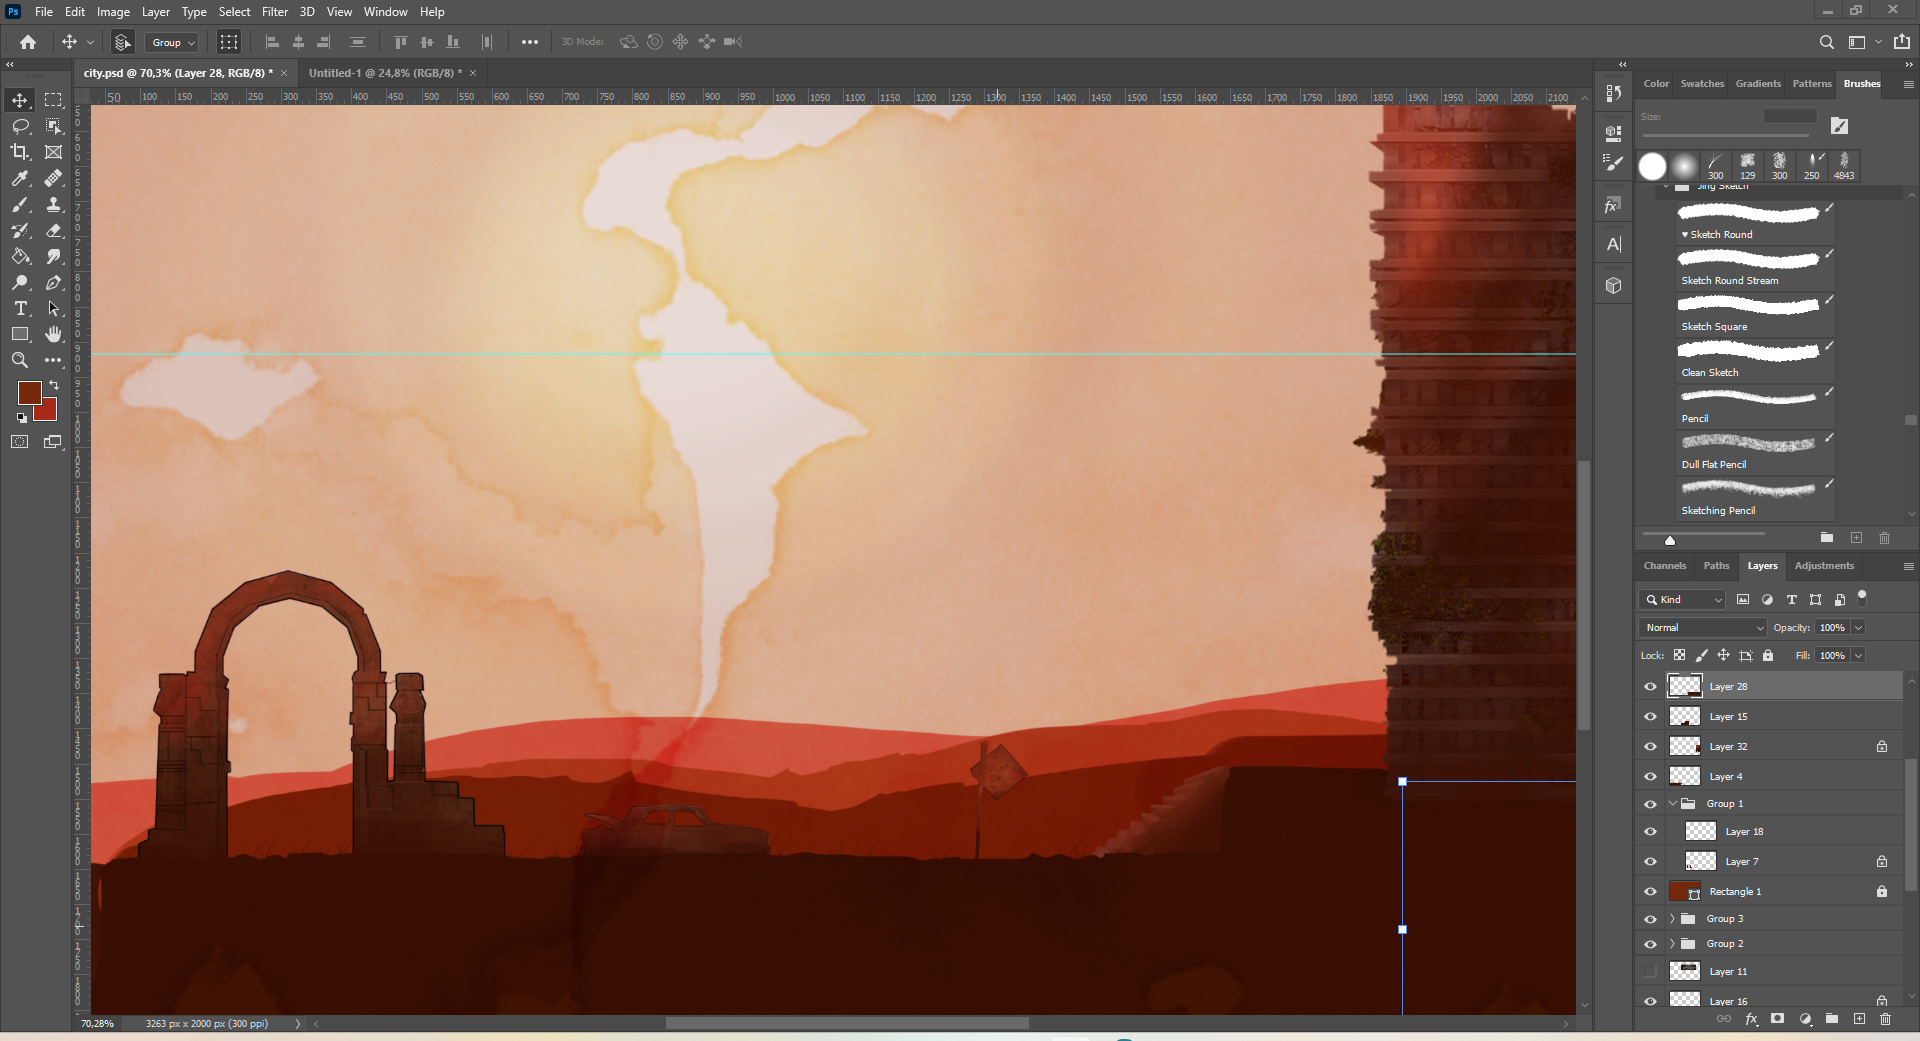 Ps File Edit Image Layer Type Select Filter 3D View Window Help
Group 3D Mode:
city.psd @ 70,3% (Layer 28, RGB/8) * × Untitled-1 @ 24,8% (RGB/8) * ×
50 100 150 200 250 300 350 400 450 500 550 600 650 700 750 800 850 900 950 1000 1050 1100 1150 1200 1250 1300 1350 1400 1450 1500 1550 1600 1650 1700 1750 1800 1850 1900 1950 2000 2050 2100
Color Swatches Gradients Patterns Brushes
Size:
300 129 300 250 4843
Jing Sketch
♥ Sketch Round
Sketch Round Stream
Sketch Square
Clean Sketch
Pencil
Dull Flat Pencil
Sketching Pencil
Channels Paths Layers Adjustments
Kind
Normal Opacity: 100%
Lock: Fill: 100%
Layer 28
Layer 15
Layer 32
Layer 4
Group 1
Layer 18
Layer 7
Rectangle 1
Group 3
Group 2
Layer 11
Layer 16
70,28% 3263 px x 2000 px (300 ppi)